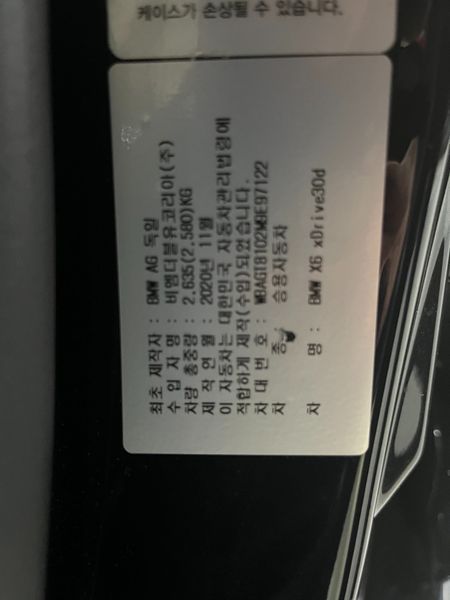 케이스가 손상될 수 있습니다.
최초 제작자 : BMW AG 독일
수 입 자 명 : 비엠더블유코리아(주)
차량 총중량 : 2,635(2,580)KG
제 작 연 월 : 2020년 11월
이 자동차는 대한민국 자동차관리법령에
적합하게 제작(수입)되었습니다.
차 대 번 호 : WBAGT8102MBE97122
차 종 : 승용자동차
차 명 : BMW X6 xDrive30d